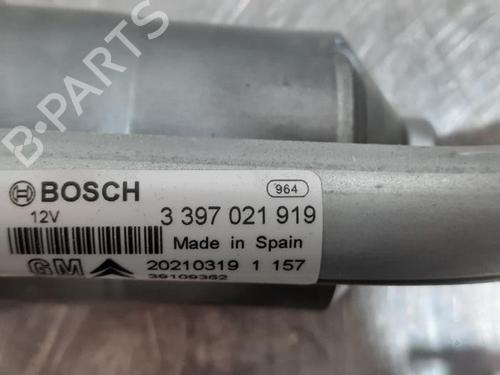 B-PARTS
BOSCH
964
12V
3 397 021 919
Made in Spain
GM
20210319 1 157
39109362